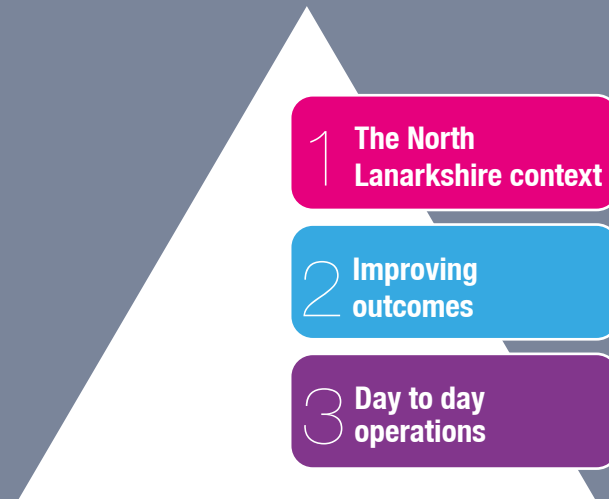 1
The North
Lanarkshire context
2
Improving
outcomes
3
Day to day
operations